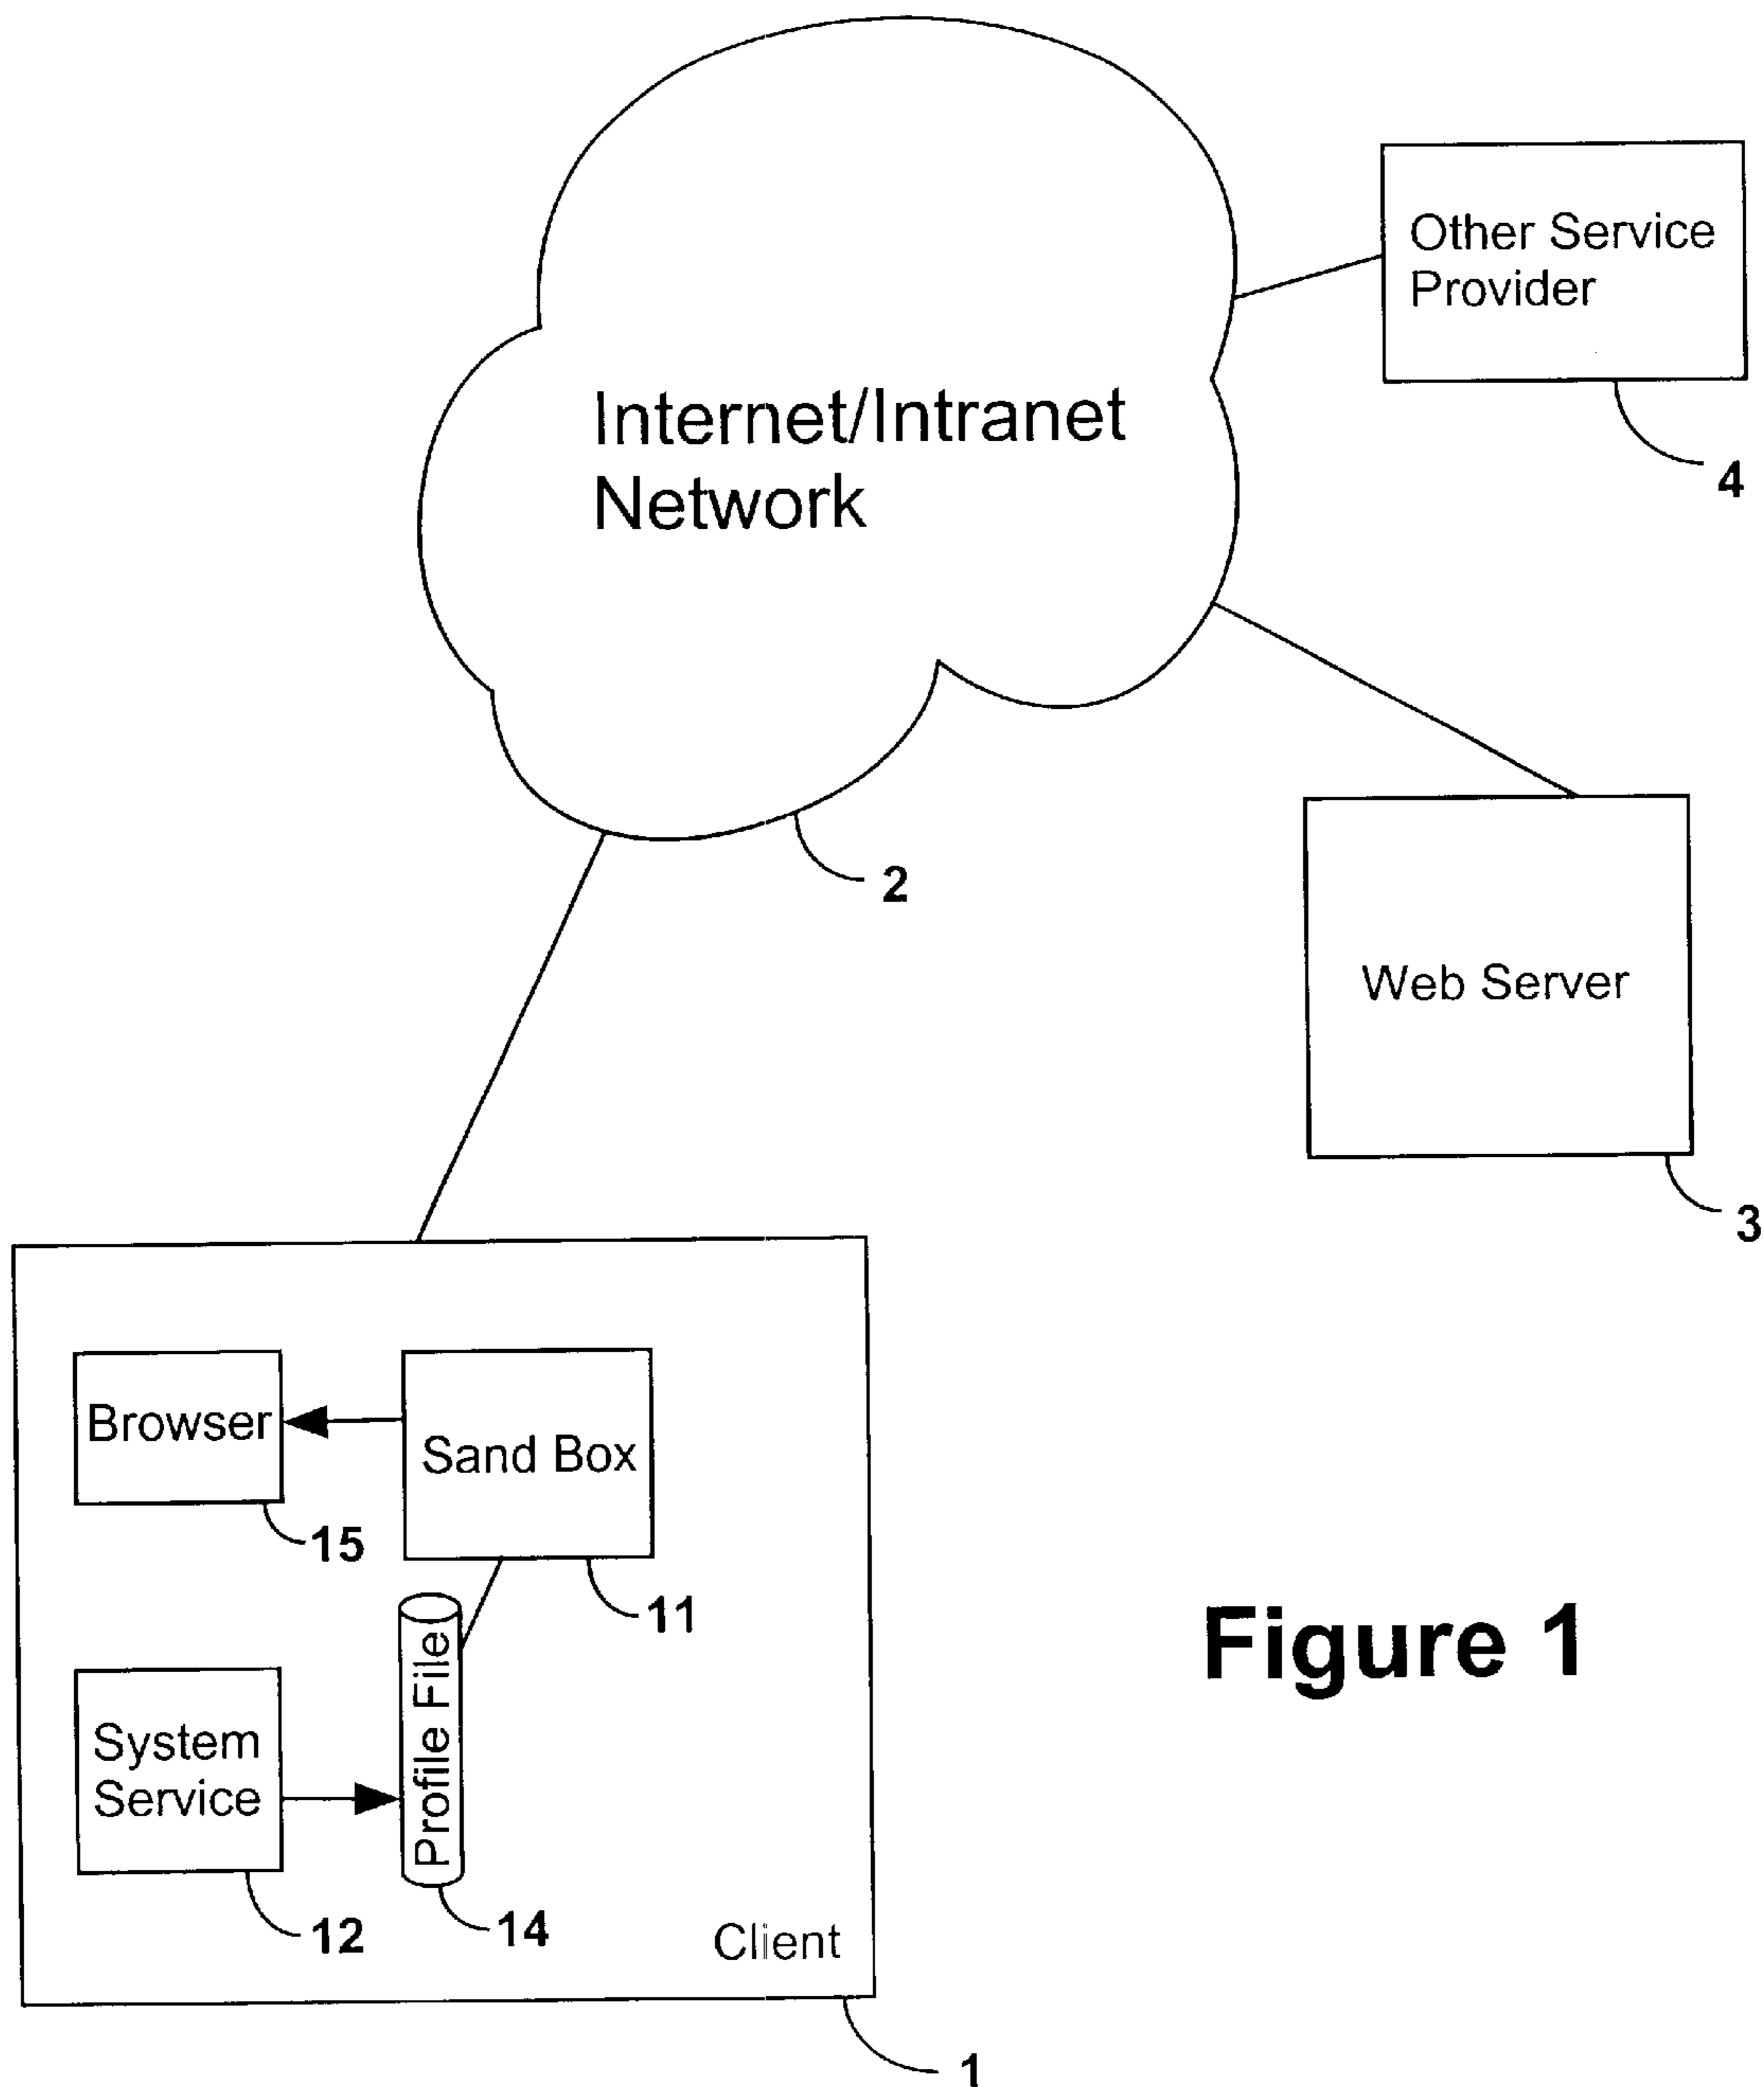 Other Service
Provider
4
Internet/Intranet
Network
2
Web Server
3
Browser
15
Sand Box
11
Profile File
14
System
Service
12
Client
1
Figure 1